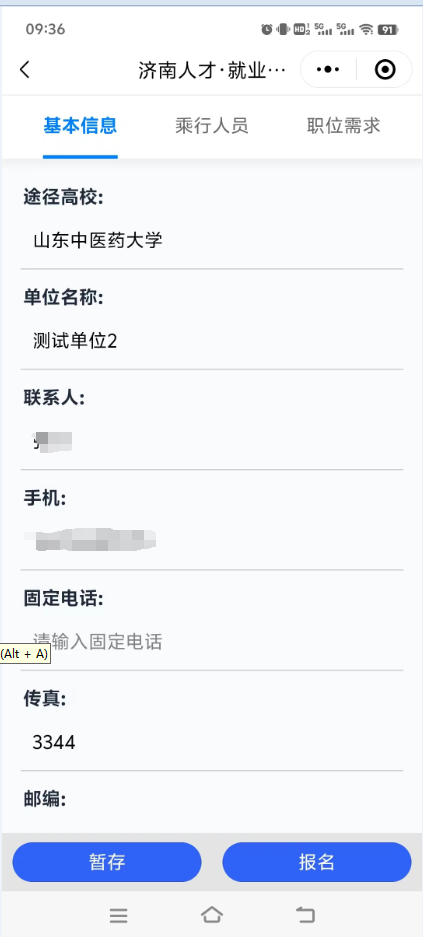 09:36
HD 5G 5G 91
济南人才·就业…
基本信息 乘行人员 职位需求
途径高校:
山东中医药大学
单位名称:
测试单位2
联系人:
手机:
固定电话:
请输入固定电话
(Alt + A)
传真:
3344
邮编:
暂存 报名